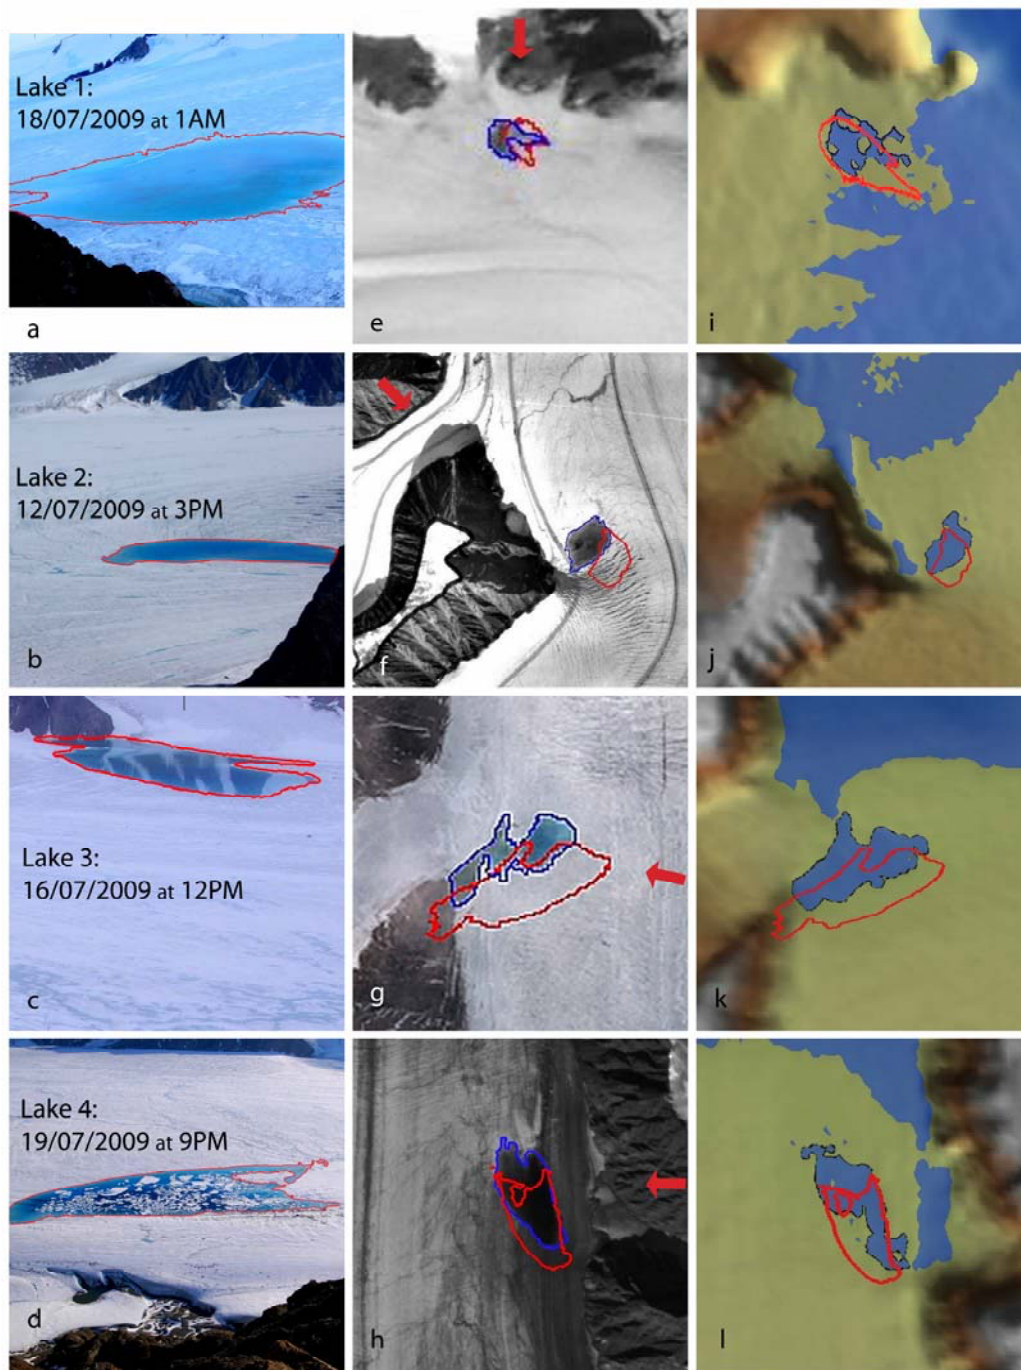 Lake 1:
18/07/2009 at 1AM
a
e
i
Lake 2:
12/07/2009 at 3PM
b
f
j
Lake 3:
16/07/2009 at 12PM
c
g
k
Lake 4:
19/07/2009 at 9PM
d
h
l